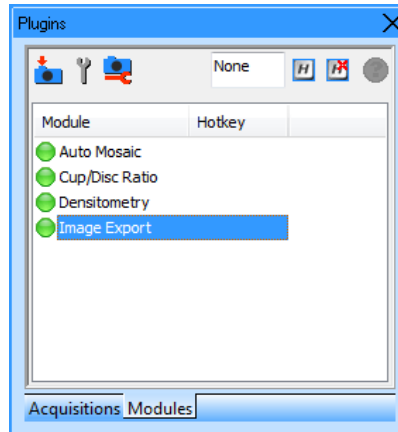 Plugins
None
H H
Module Hotkey
Auto Mosaic
Cup/Disc Ratio
Densitometry
Image Export
Acquisitions Modules